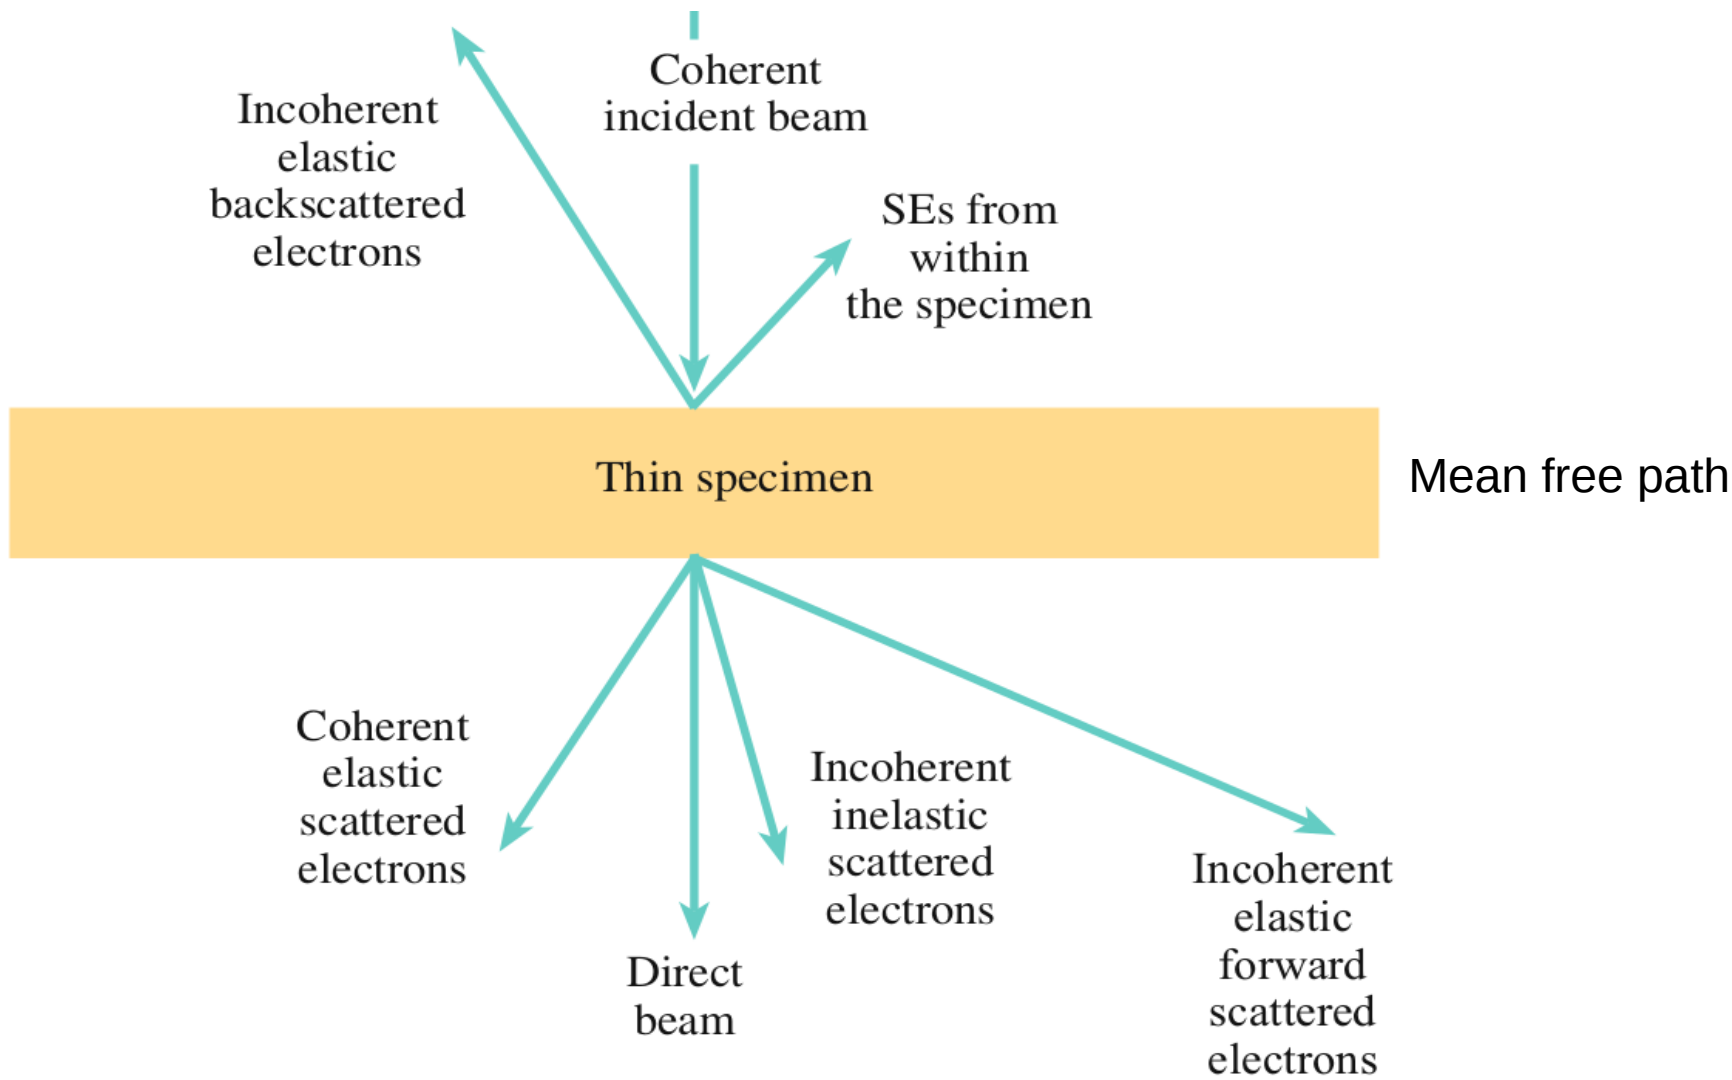 Coherent
incident beam
Incoherent
elastic
backscattered
electrons
SEs from
within
the specimen
Thin specimen
Mean free path
Coherent
elastic
scattered
electrons
Direct
beam
Incoherent
inelastic
scattered
electrons
Incoherent
elastic
forward
scattered
electrons